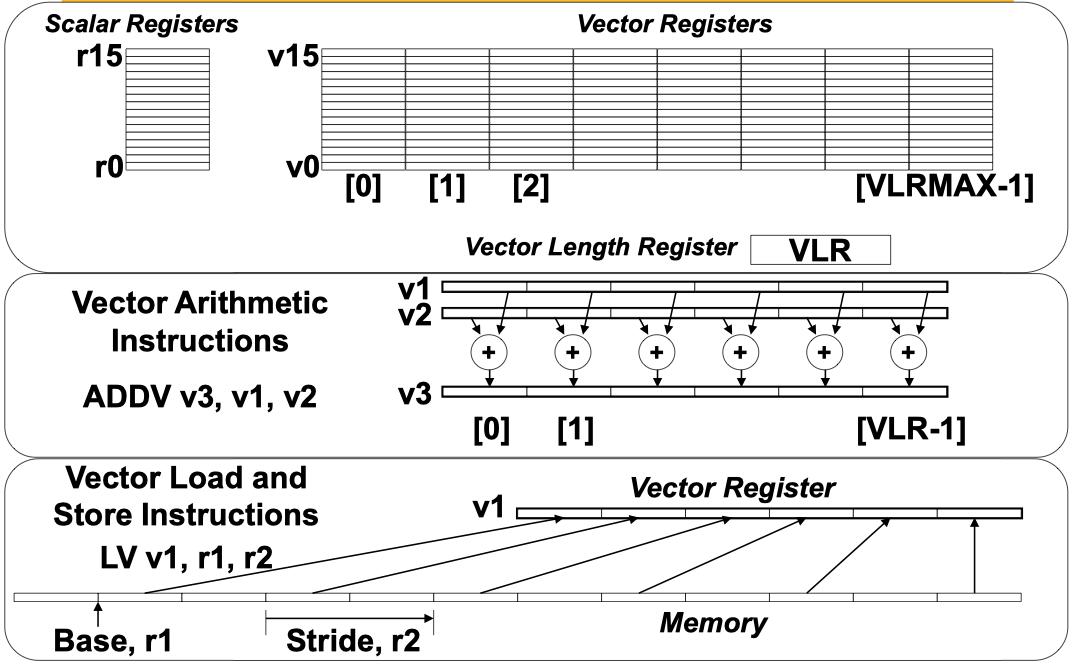 Scalar Registers
Vector Registers
r15
v15
r0
v0
[0] [1] [2] [VLRMAX-1]
Vector Length Register VLR
Vector Arithmetic
Instructions
ADDV v3, v1, v2
v1
v2
+ + + + + +
v3
[0] [1] [VLR-1]
Vector Load and
Store Instructions
LV v1, r1, r2
Vector Register
v1
Base, r1
Stride, r2
Memory